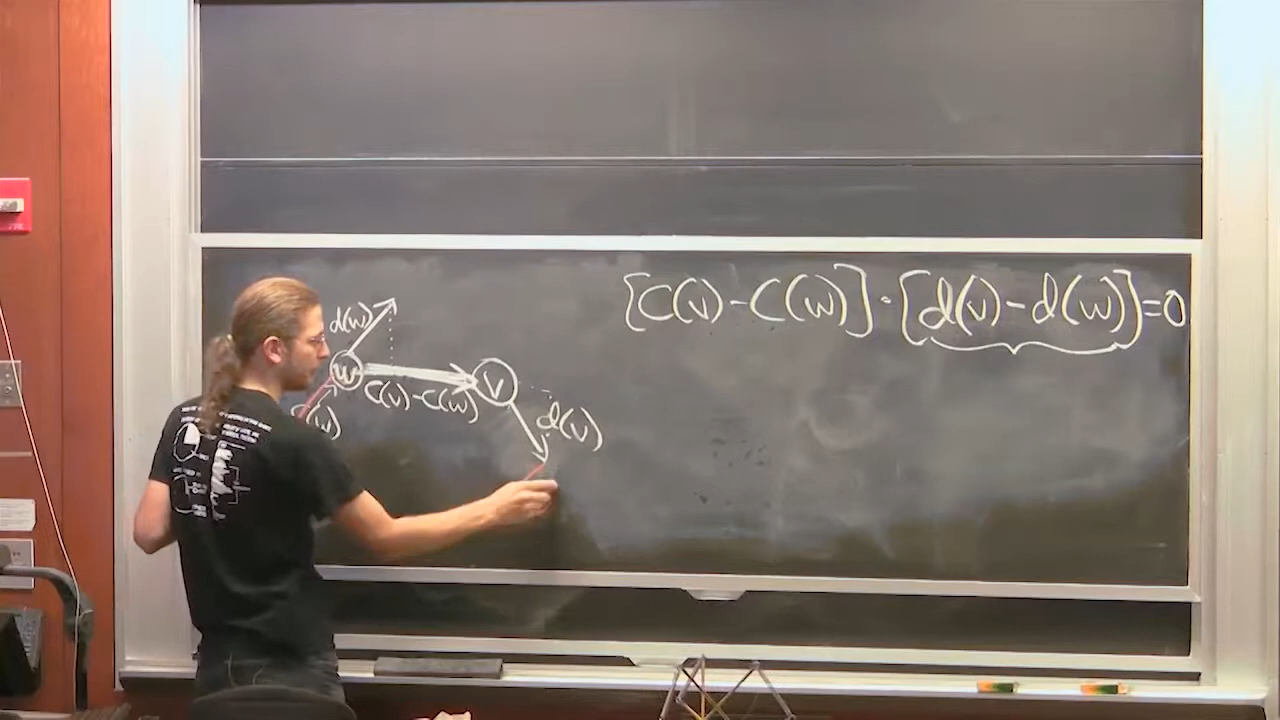 [C(v)-C(w)]·[d(v)-d(w)]=0
d(w)
w
v
C(v)-C(w)
d(v)
(w)